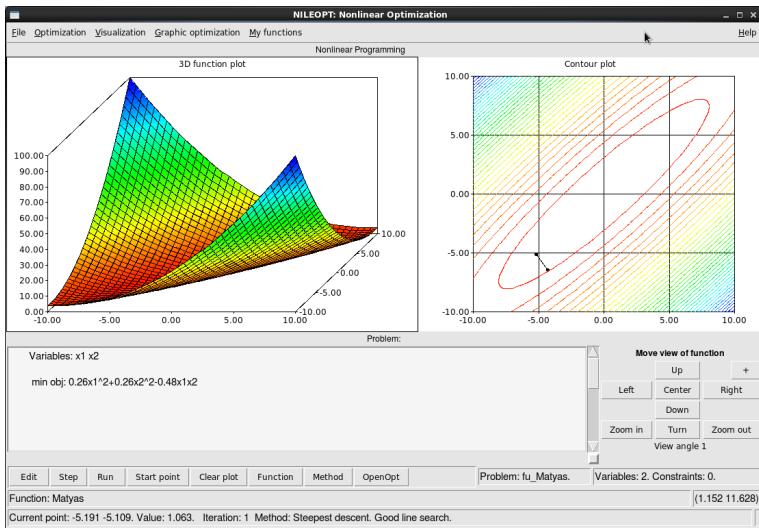 NILEOPT: Nonlinear Optimization
File Optimization Visualization Graphic optimization My functions Help
Nonlinear Programming
3D function plot
100.00
90.00
80.00
70.00
60.00
50.00
40.00
30.00
20.00
10.00
0.00
-10.00 -5.00 0.00 5.00 10.00
-10.00
-5.00
-0.00
-5.00
-10.00
Contour plot
10.00
5.00
0.00
-5.00
-10.00
-10.00 -5.00 0.00 5.00 10.00
Problem:
Variables: x1 x2
min obj: 0.26x1^2+0.26x2^2-0.48x1x2
Move view of function
Up +
Left Center Right
Down
Zoom in Turn Zoom out
View angle 1
Edit Step Run Start point Clear plot Function Method OpenOpt
Problem: fu_Matyas. Variables: 2. Constraints: 0.
Function: Matyas (1.152 11.628)
Current point: -5.191 -5.109. Value: 1.063. Iteration: 1 Method: Steepest descent. Good line search.